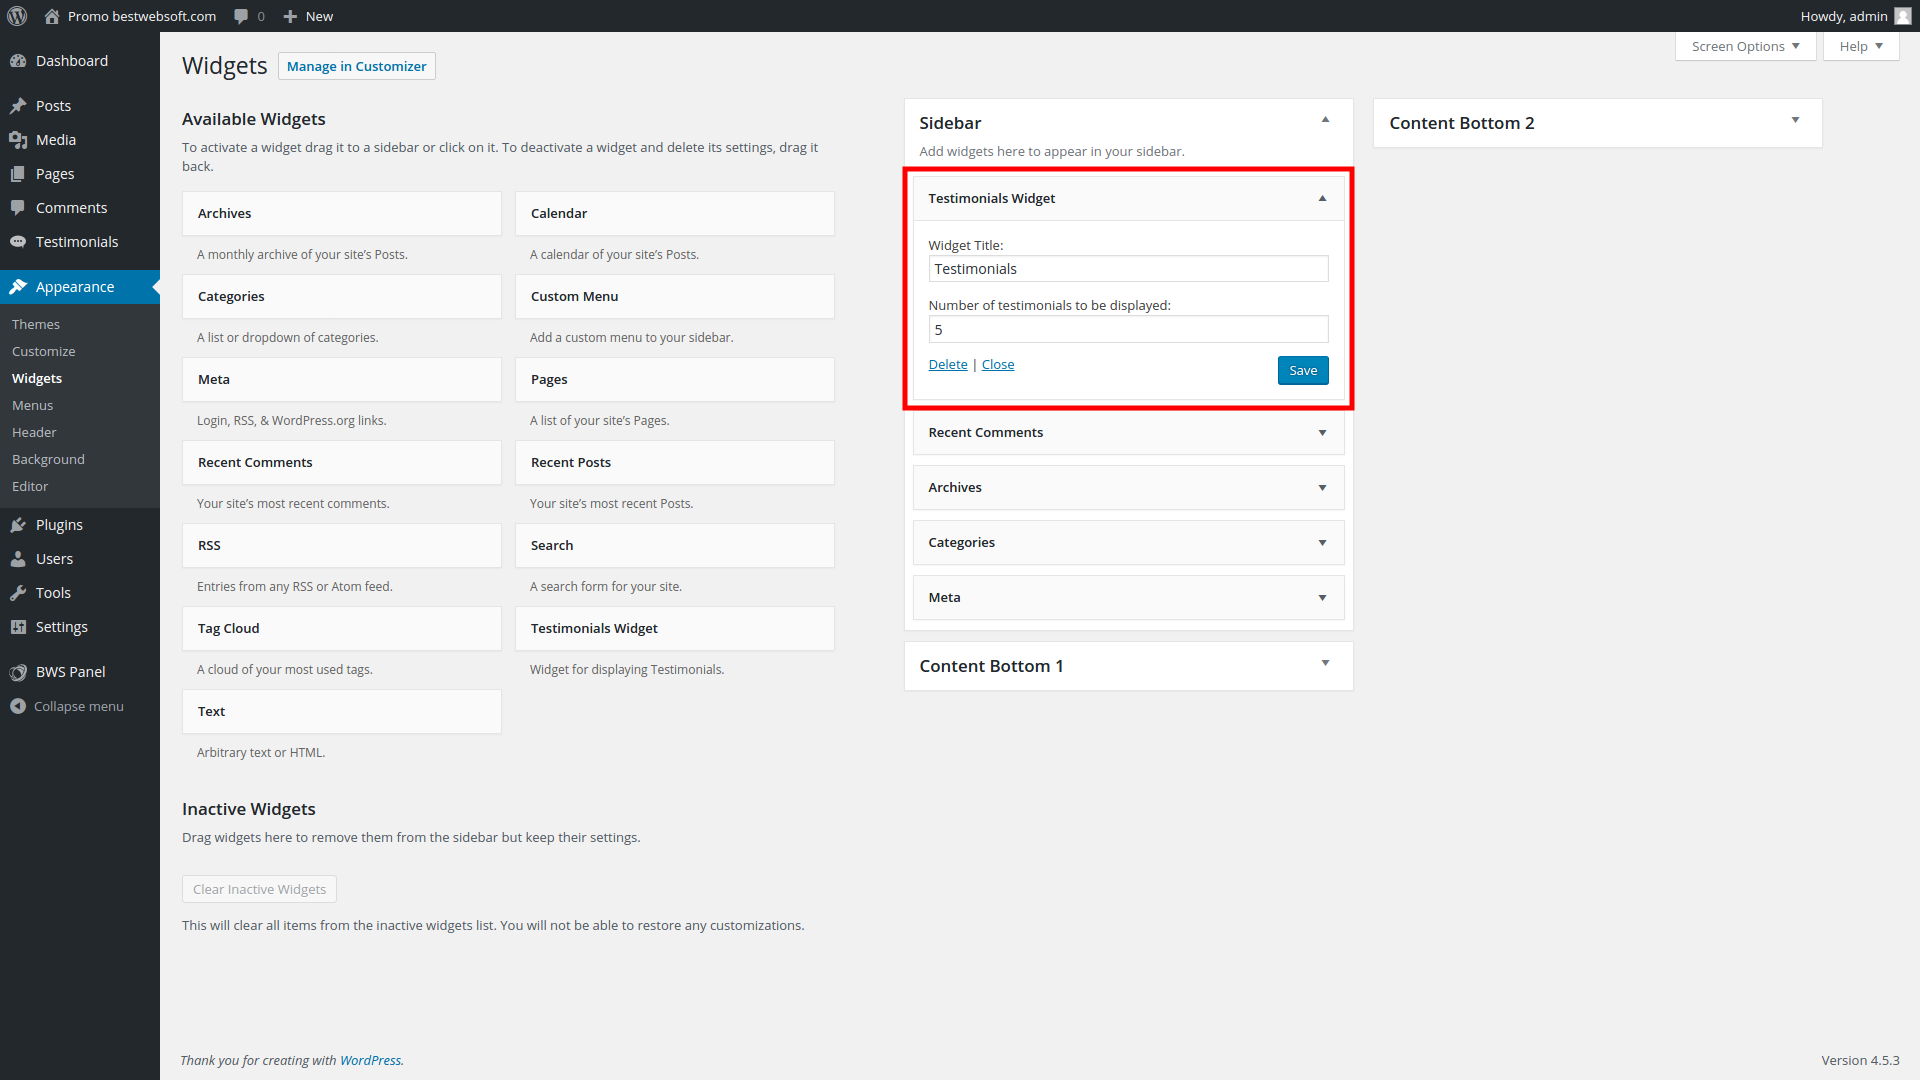 Promo bestwebsoft.com
0
New
Howdy, admin
Dashboard
Posts
Media
Pages
Comments
Testimonials
Appearance
Themes
Customize
Widgets
Menus
Header
Background
Editor
Plugins
Users
Tools
Settings
BWS Panel
Collapse menu
Screen Options
Help
Widgets
Manage in Customizer
Available Widgets
To activate a widget drag it to a sidebar or click on it. To deactivate a widget and delete its settings, drag it
back.
Archives
A monthly archive of your site’s Posts.
Calendar
A calendar of your site’s Posts.
Categories
A list or dropdown of categories.
Custom Menu
Add a custom menu to your sidebar.
Meta
Login, RSS, & WordPress.org links.
Pages
A list of your site’s Pages.
Recent Comments
Your site’s most recent comments.
Recent Posts
Your site’s most recent Posts.
RSS
Entries from any RSS or Atom feed.
Search
A search form for your site.
Tag Cloud
A cloud of your most used tags.
Testimonials Widget
Widget for displaying Testimonials.
Text
Arbitrary text or HTML.
Inactive Widgets
Drag widgets here to remove them from the sidebar but keep their settings.
Clear Inactive Widgets
This will clear all items from the inactive widgets list. You will not be able to restore any customizations.
Sidebar
Add widgets here to appear in your sidebar.
Testimonials Widget
Widget Title:
Testimonials
Number of testimonials to be displayed:
5
Delete | Close
Save
Recent Comments
Archives
Categories
Meta
Content Bottom 1
Content Bottom 2
Thank you for creating with WordPress.
Version 4.5.3